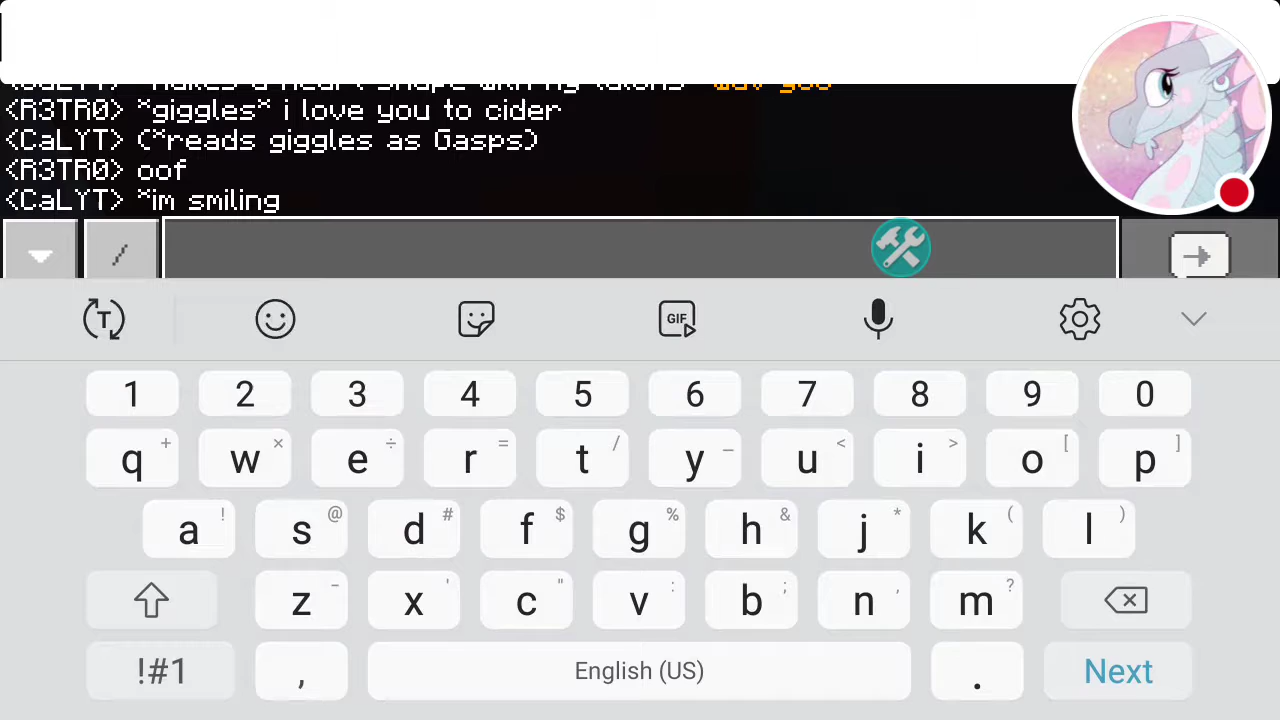 <R3TR0> *giggles* i love you to cider
<CaLYT> (*reads giggles as Gasps)
<R3TR0> oof
<CaLYT> *im smiling
/
GIF
1 2 3 4 5 6 7 8 9 0
q + w × e ÷ r = t / y _ u < i > o [ p ]
a ! s @ d # f $ g % h & j * k ( l )
z - x ' c " v : b ; n , m ?
!#1 , English (US) . Next